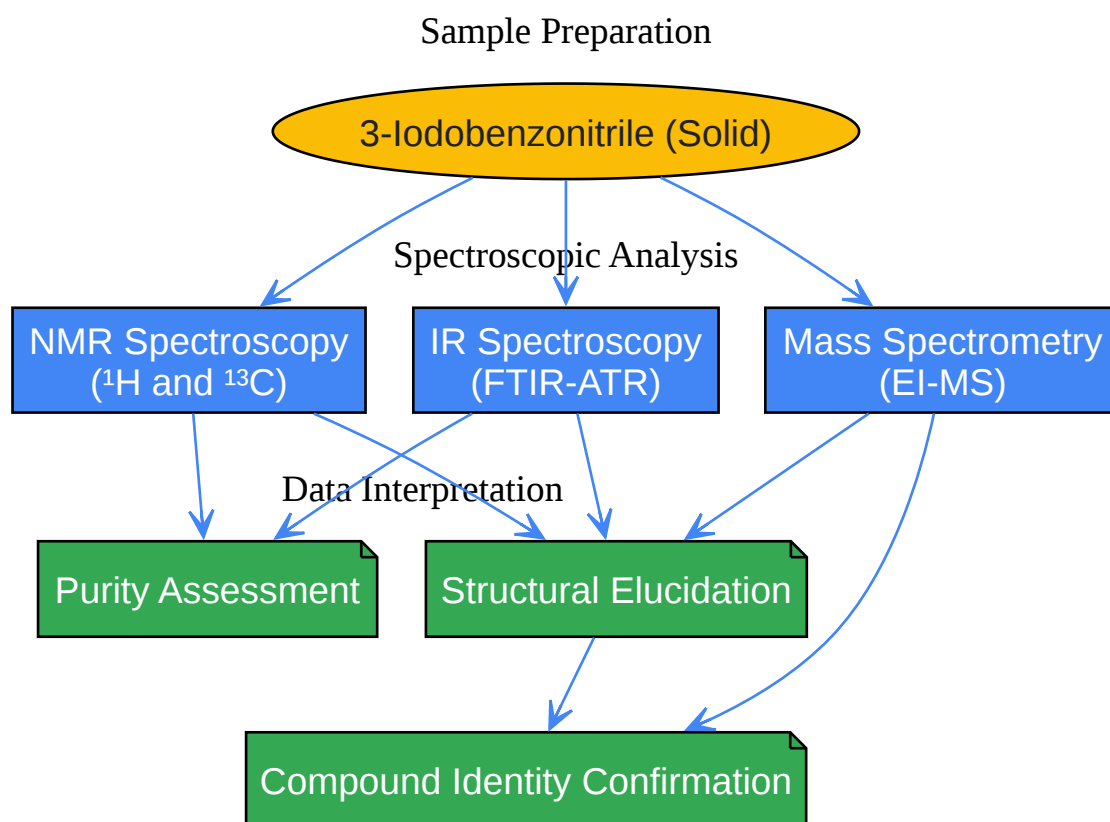 Sample Preparation
3-Iodobenzonitrile (Solid)
Spectroscopic Analysis
NMR Spectroscopy
(¹H and ¹³C)
IR Spectroscopy
(FTIR-ATR)
Mass Spectrometry
(EI-MS)
Data Interpretation
Purity Assessment
Structural Elucidation
Compound Identity Confirmation